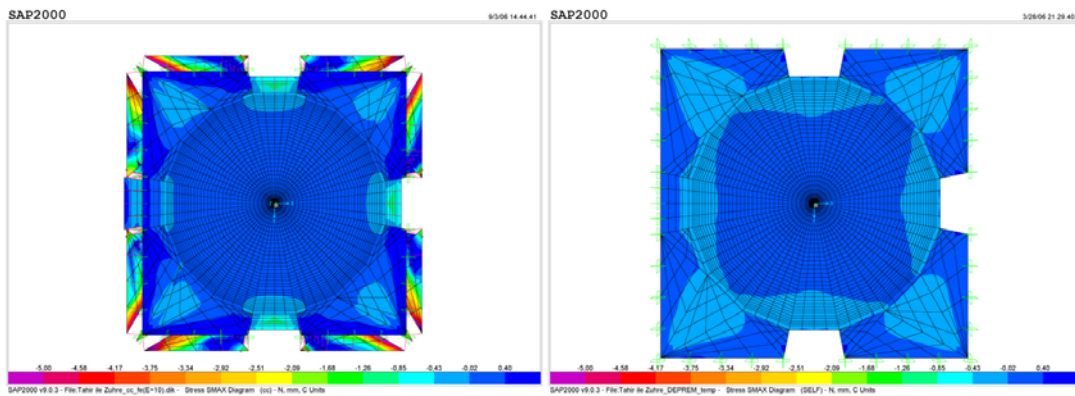 SAP2000
9/3/06 14:44:41
-5,00 -4,58 -4,17 -3,75 -3,34 -2,92 -2,51 -2,09 -1,68 -1,26 -0,85 -0,43 -0,02 0,40
SAP2000 v9.0.3 - File:Tahir ile Zuhre_cc_fx(E+10).dik - Stress SMAX Diagram (cc) - N, mm, C Units
SAP2000
3/28/06 21:29:40
-5,00 -4,58 -4,17 -3,75 -3,34 -2,92 -2,51 -2,09 -1,68 -1,26 -0,85 -0,43 -0,02 0,40
SAP2000 v9.0.3 - File:Tahir ile Zuhre_DEPREM_temp - Stress SMAX Diagram (SELF) - N, mm, C Units